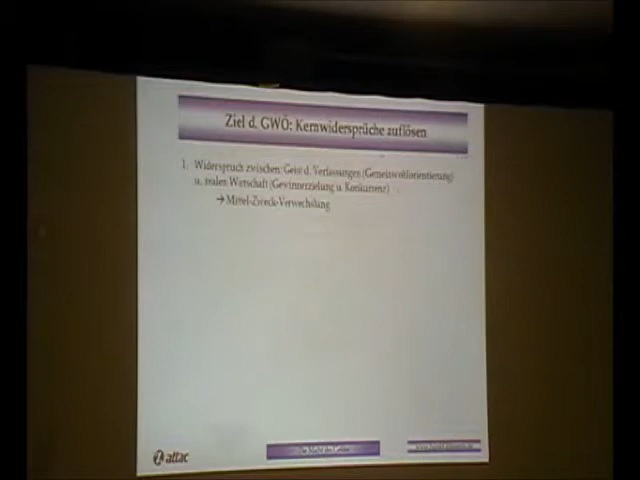 Ziel d. GWÖ: Kernwidersprüche auflösen
1. Widerspruch zwischen: Geist d. Verfassungen (Gemeinwohlorientierung)
u. realen Wirtschaft (Gewinnerzielung u. Konkurrenz)
→ Mittel-Zweck-Verwechslung
attac